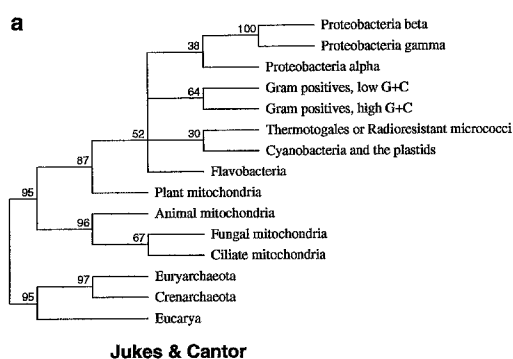 a
100
Proteobacteria beta
Proteobacteria gamma
38
Proteobacteria alpha
64
Gram positives, low G+C
Gram positives, high G+C
52
30
Thermotogales or Radioresistant micrococci
Cyanobacteria and the plastids
Flavobacteria
87
Plant mitochondria
95
96
Animal mitochondria
67
Fungal mitochondria
Ciliate mitochondria
97
Euryarchaeota
Crenarchaeota
95
Eucarya
Jukes & Cantor